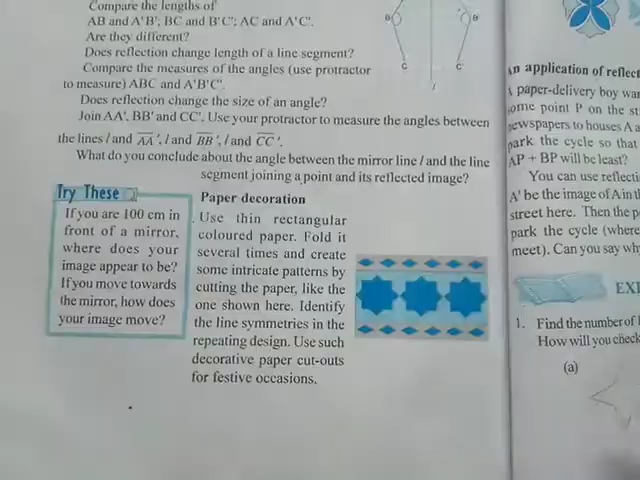 Compare the lengths of
AB and A'B'; BC and B'C'; AC and A'C'.
Are they different?
Does reflection change length of a line segment?
Compare the measures of the angles (use protractor
to measure) ABC and A'B'C'.
Does reflection change the size of an angle?
Join AA', BB' and CC'. Use your protractor to measure the angles between
the lines l and AA', l and BB', l and CC'.
What do you conclude about the angle between the mirror line l and the line
segment joining a point and its reflected image?
Try These
If you are 100 cm in
front of a mirror,
where does your
image appear to be?
If you move towards
the mirror, how does
your image move?
Paper decoration
Use thin rectangular
coloured paper. Fold it
several times and create
some intricate patterns by
cutting the paper, like the
one shown here. Identify
the line symmetries in the
repeating design. Use such
decorative paper cut-outs
for festive occasions.
B
B'
C
C'
l
An application of
paper-delivery boy
some point P on the
newspapers to houses A
park the cycle so that
AP + BP will be least?
You can use
A' be the image of A in
street here. Then the
park the cycle (where
meet). Can you say
1. Find the number of
How will you check
(a)